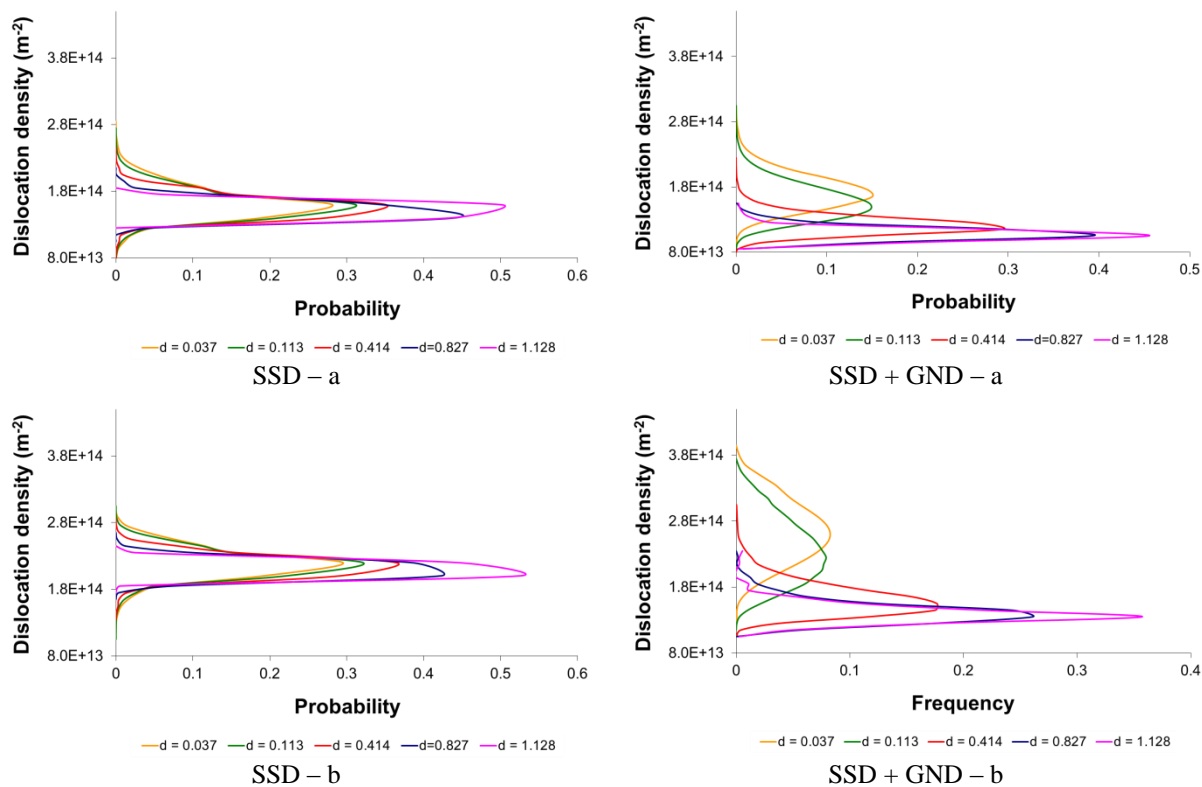 Dislocation density (m-2)
3.8E+14
2.8E+14
1.8E+14
8.0E+13
0 0.1 0.2 0.3 0.4 0.5 0.6
Probability
d = 0.037 d = 0.113 d = 0.414 d=0.827 d = 1.128
SSD – a
Dislocation density (m-2)
3.8E+14
2.8E+14
1.8E+14
8.0E+13
0 0.1 0.2 0.3 0.4 0.5
Probability
d = 0.037 d = 0.113 d = 0.414 d=0.827 d = 1.128
SSD + GND – a
Dislocation density (m-2)
3.8E+14
2.8E+14
1.8E+14
8.0E+13
0 0.1 0.2 0.3 0.4 0.5 0.6
Probability
d = 0.037 d = 0.113 d = 0.414 d=0.827 d = 1.128
SSD – b
Dislocation density (m-2)
3.8E+14
2.8E+14
1.8E+14
8.0E+13
0 0.1 0.2 0.3 0.4
Frequency
d = 0.037 d = 0.113 d = 0.414 d=0.827 d = 1.128
SSD + GND – b